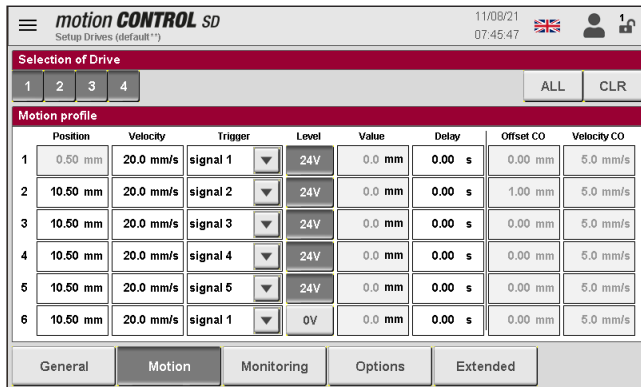 motion CONTROL SD
Setup Drives (default**)
11/08/21
07:45:47
1
Selection of Drive
1 2 3 4 ALL CLR
Motion profile
Position Velocity Trigger Level Value Delay Offset CO Velocity CO
1 0.50 mm 20.0 mm/s signal 1 24V 0.0 mm 0.00 s 0.00 mm 5.0 mm/s
2 10.50 mm 20.0 mm/s signal 2 24V 0.0 mm 0.00 s 1.00 mm 5.0 mm/s
3 10.50 mm 20.0 mm/s signal 3 24V 0.0 mm 0.00 s 0.00 mm 5.0 mm/s
4 10.50 mm 20.0 mm/s signal 4 24V 0.0 mm 0.00 s 0.00 mm 5.0 mm/s
5 10.50 mm 20.0 mm/s signal 5 24V 0.0 mm 0.00 s 0.00 mm 5.0 mm/s
6 10.50 mm 20.0 mm/s signal 1 0V 0.0 mm 0.00 s 0.00 mm 5.0 mm/s
General Motion Monitoring Options Extended